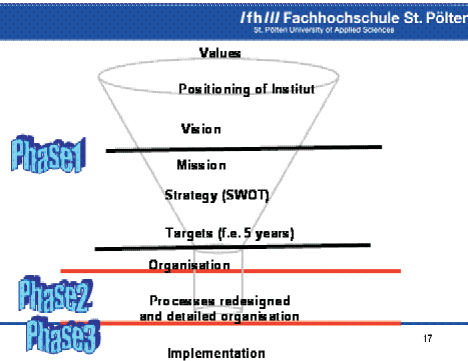 /fh/// Fachhochschule St. Pölten
St. Pölten University of Applied Sciences
Values
Positioning of Institut
Vision
Phase1
Mission
Strategy (SWOT)
Targets (f.e. 5 years)
Organisation
Phase2
Processes redesigned
and detailed organisation
Phase3
17
Implementation